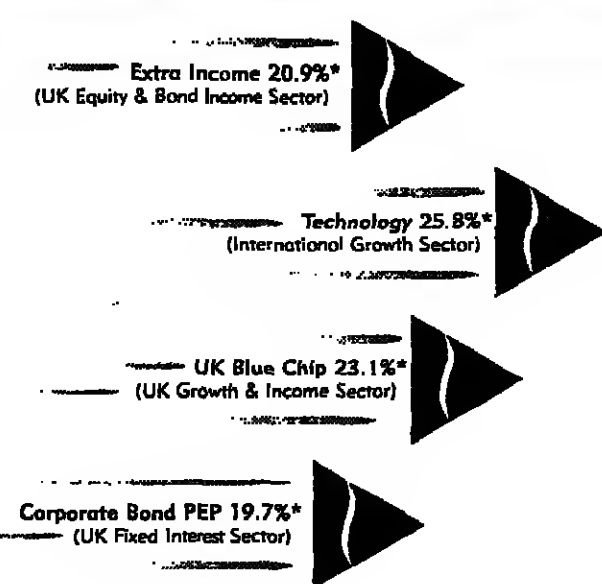 Extra Income 20.9%*
(UK Equity & Bond Income Sector)
Technology 25.8%*
(International Growth Sector)
UK Blue Chip 23.1%*
(UK Growth & Income Sector)
Corporate Bond PEP 19.7%*
(UK Fixed Interest Sector)